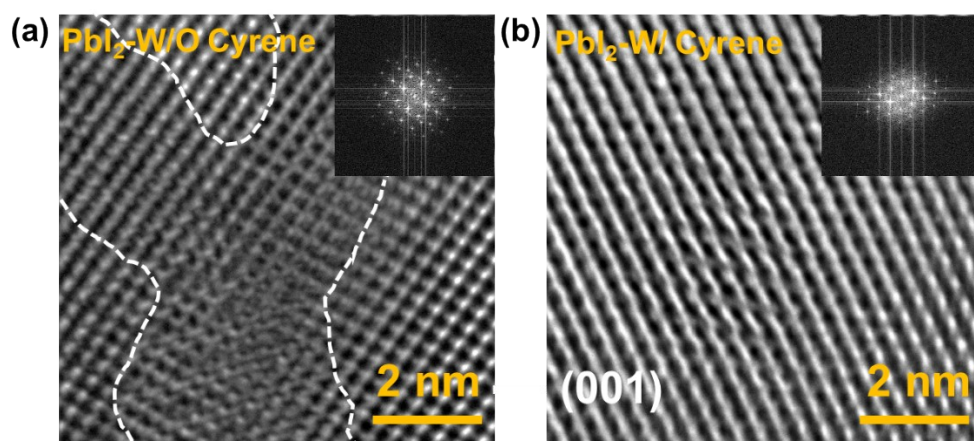 (a) PbI₂-W/O Cyrene
2 nm
(b) PbI₂-W/ Cyrene
(001)
2 nm